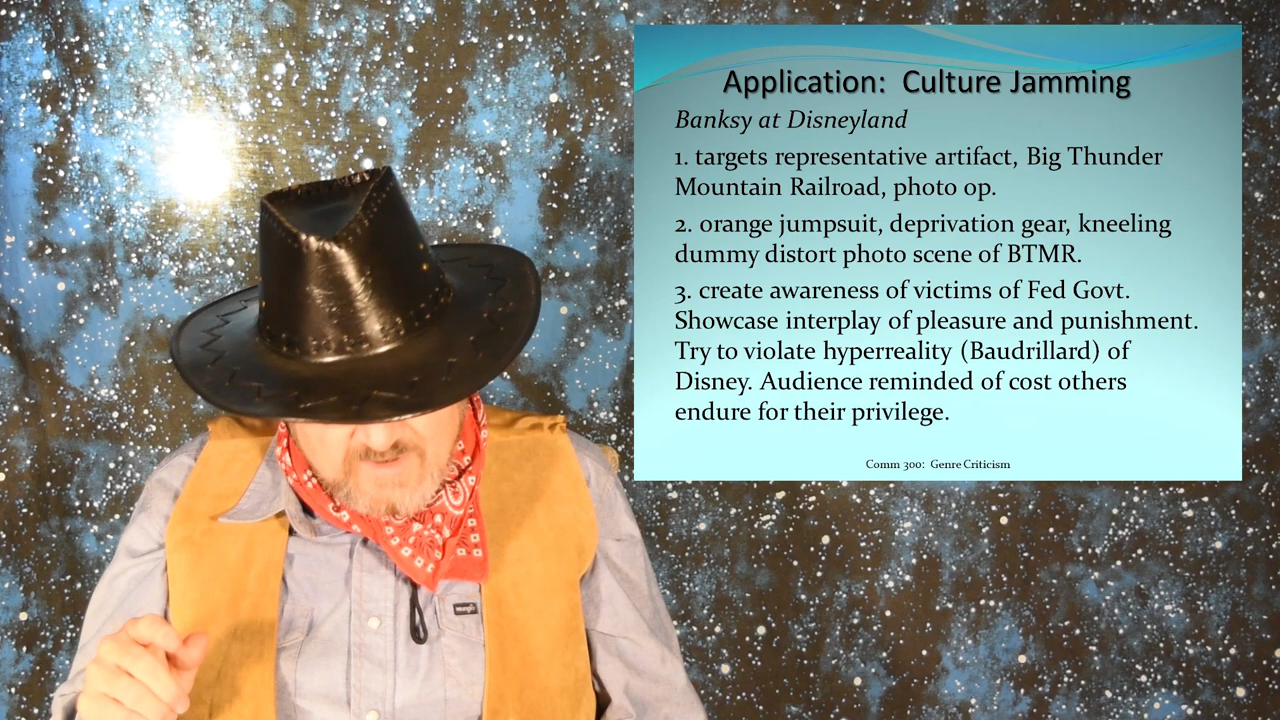 Application:  Culture Jamming
Banksy at Disneyland
1. targets representative artifact, Big Thunder
Mountain Railroad, photo op.
2. orange jumpsuit, deprivation gear, kneeling
dummy distort photo scene of BTMR.
3. create awareness of victims of Fed Govt.
Showcase interplay of pleasure and punishment.
Try to violate hyperreality (Baudrillard) of
Disney. Audience reminded of cost others
endure for their privilege.
Comm 300:  Genre Criticism
Wrangler